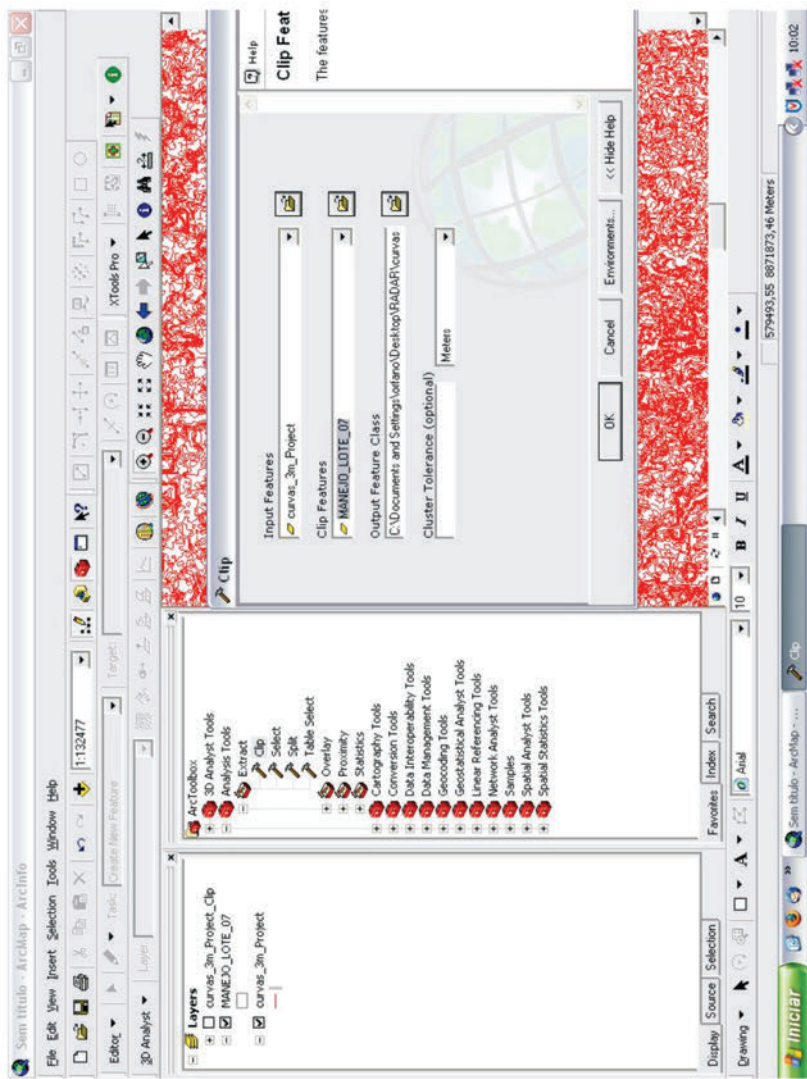 Sem título - ArcMap - ArcInfo
File Edit View Insert Selection Tools Window Help
1:132477
Editor Task: Create New Feature Target:
XTools Pro
3D Analyst Layer:
Layers
curvas_3m_Project_Clip
MANEJO_LOTE_07
curvas_3m_Project
Display Source Selection
ArcToolbox
3D Analyst Tools
Analysis Tools
Extract
Clip
Select
Split
Table Select
Overlay
Proximity
Statistics
Cartography Tools
Conversion Tools
Data Interoperability Tools
Data Management Tools
Geocoding Tools
Geostatistical Analyst Tools
Linear Referencing Tools
Network Analyst Tools
Samples
Spatial Analyst Tools
Spatial Statistics Tools
Favorites Index Search
Clip
Input Features
curvas_3m_Project
Clip Features
MANEJO_LOTE_07
Output Feature Class
C:\Documents and Settings\orfano\Desktop\RADAR\curvas
Cluster Tolerance (optional)
Meters
OK Cancel Environments... << Hide Help
Help
Clip Feat
The features
Drawing A Arial 10 B I U A
579493,55 8871873,46 Meters
Iniciar
Sem título - ArcMap - ...
Clip
10:02